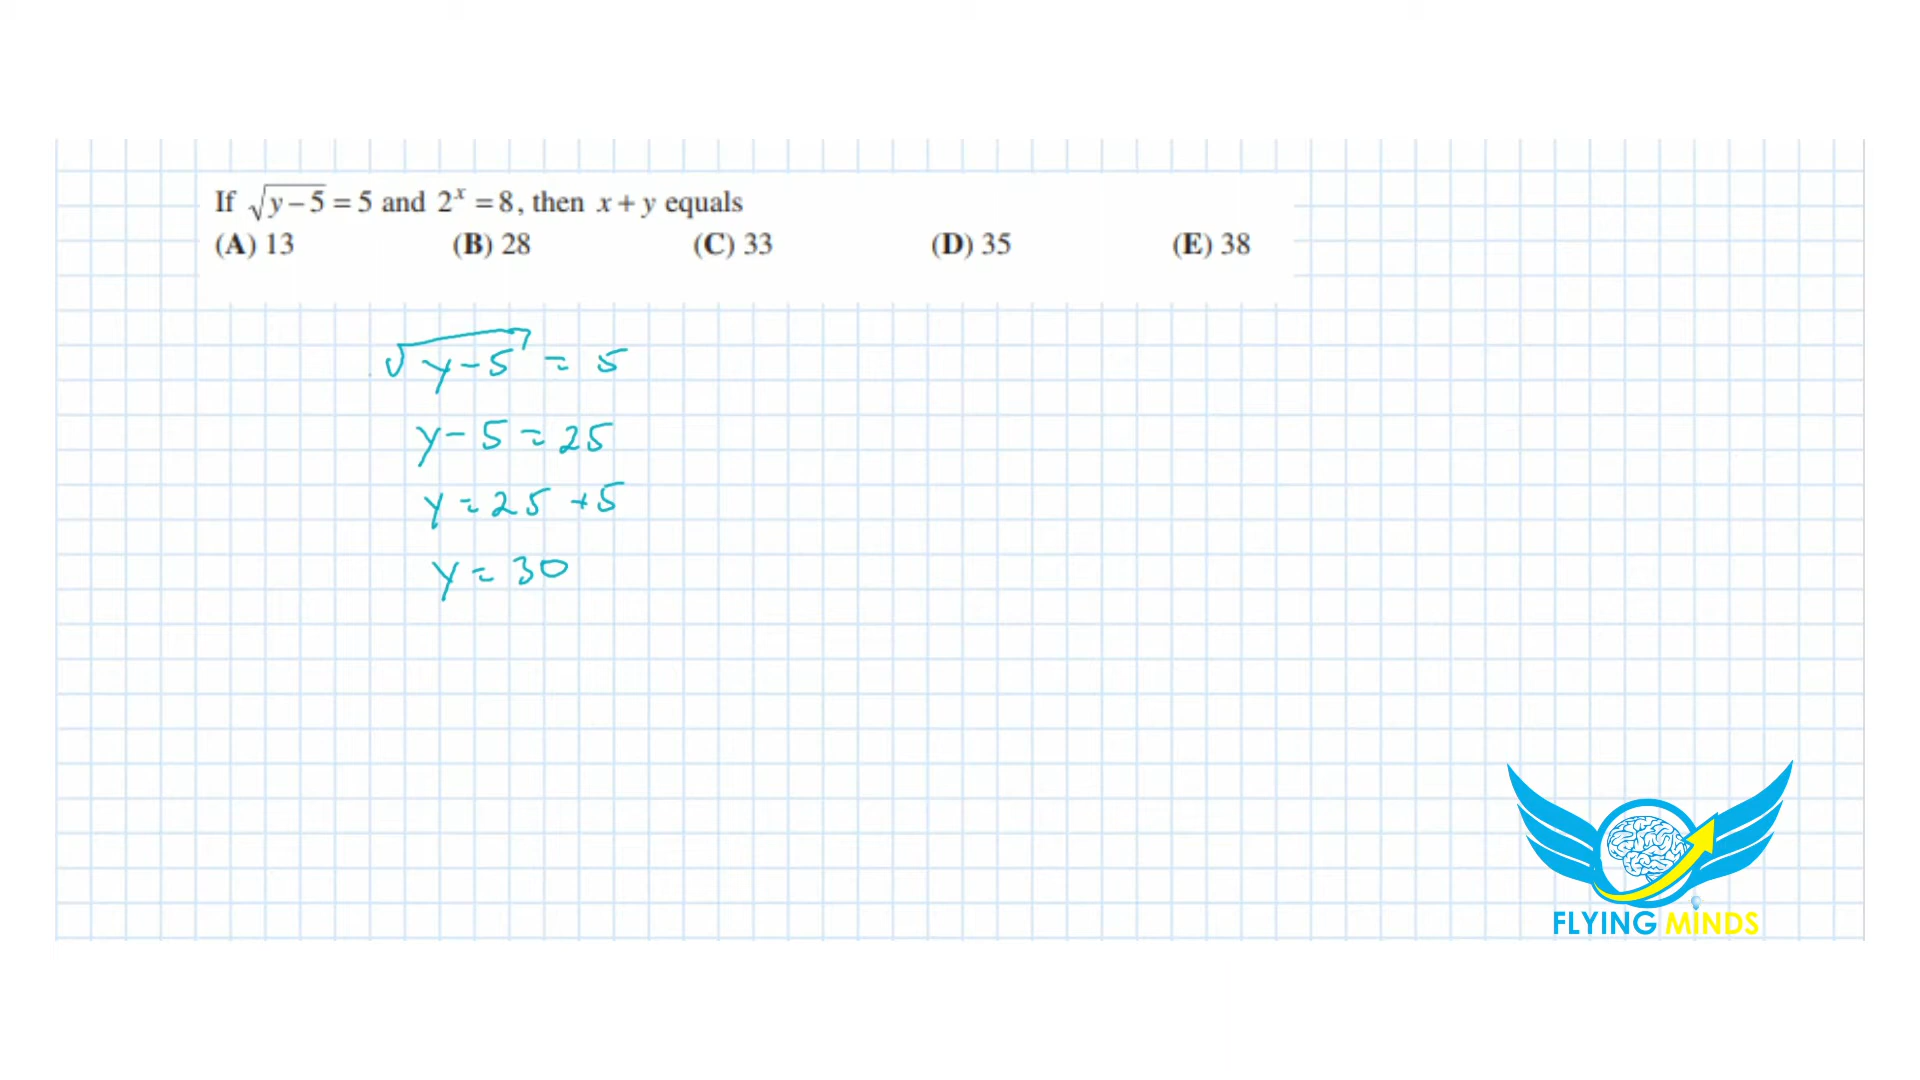 If √(y – 5) = 5 and 2ˣ = 8, then x + y equals
(A) 13 (B) 28 (C) 33 (D) 35 (E) 38
√(y - 5) = 5
y - 5 = 25
y = 25 + 5
y = 30
FLYING MINDS